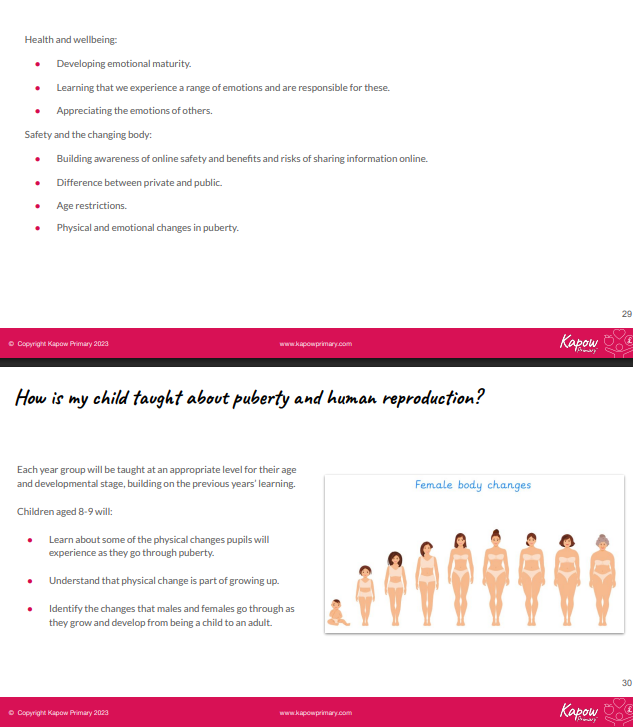 Health and wellbeing:
● Developing emotional maturity.
● Learning that we experience a range of emotions and are responsible for these.
● Appreciating the emotions of others.
Safety and the changing body:
● Building awareness of online safety and benefits and risks of sharing information online.
● Difference between private and public.
● Age restrictions.
● Physical and emotional changes in puberty.
29
© Copyright Kapow Primary 2023
www.kapowprimary.com
Kapow
Primary
How is my child taught about puberty and human reproduction?
Each year group will be taught at an appropriate level for their age
and developmental stage, building on the previous years' learning.
Children aged 8-9 will:
● Learn about some of the physical changes pupils will
experience as they go through puberty.
● Understand that physical change is part of growing up.
● Identify the changes that males and females go through as
they grow and develop from being a child to an adult.
Female body changes
30
© Copyright Kapow Primary 2023
www.kapowprimary.com
Kapow
Primary